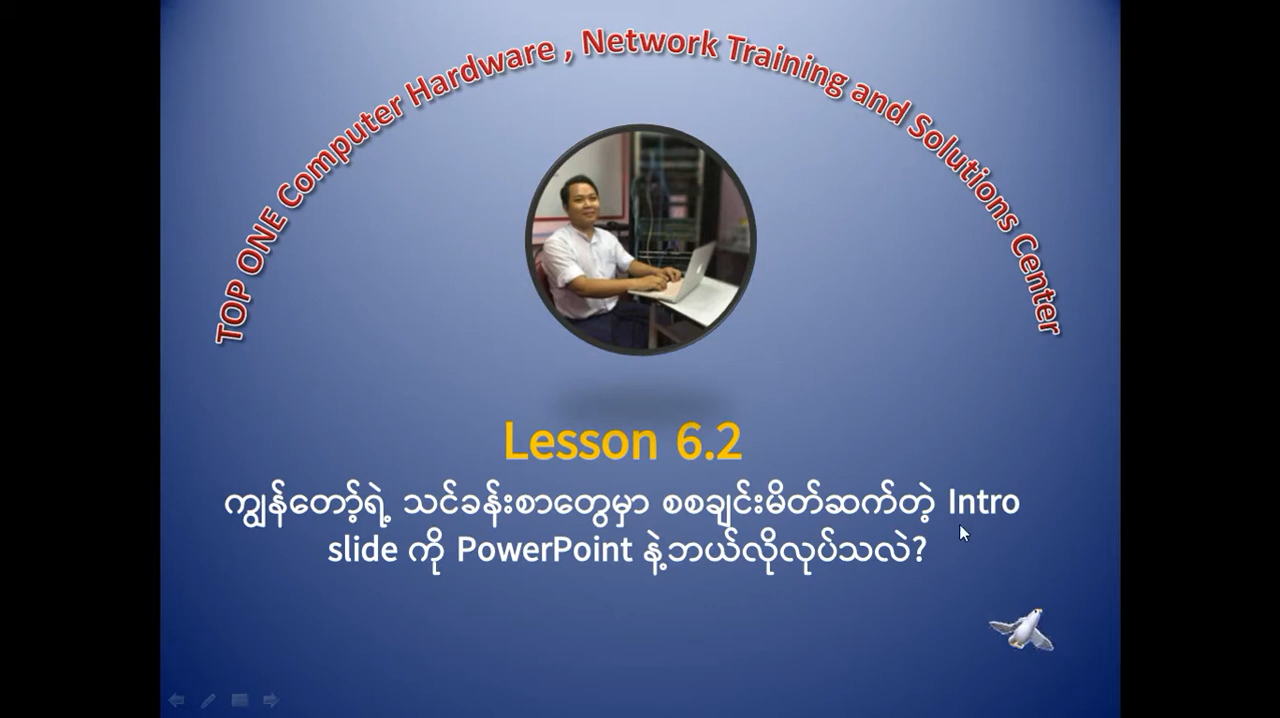 TOP ONE Computer Hardware , Network Training and Solutions Center
Lesson 6.2
ကျွန်တော့်ရဲ့ သင်ခန်းစာတွေမှာ စစချင်းမိတ်ဆက်တဲ့ Intro
slide ကို PowerPoint နဲ့ဘယ်လိုလုပ်သလဲ?